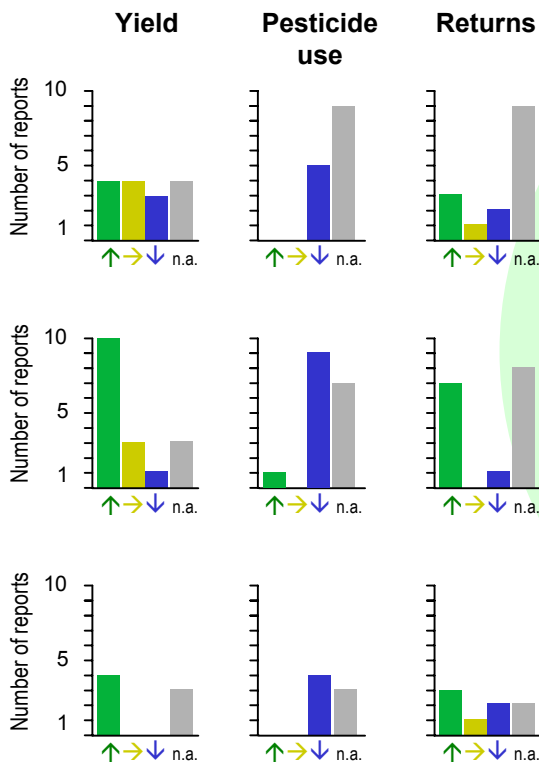 Yield Pesticide use Returns
Number of reports
10
5
1
↑ → ↓ n.a. ↑ → ↓ n.a. ↑ → ↓ n.a.
Number of reports
10
5
1
↑ → ↓ n.a. ↑ → ↓ n.a. ↑ → ↓ n.a.
Number of reports
10
5
1
↑ → ↓ n.a. ↑ → ↓ n.a. ↑ → ↓ n.a.